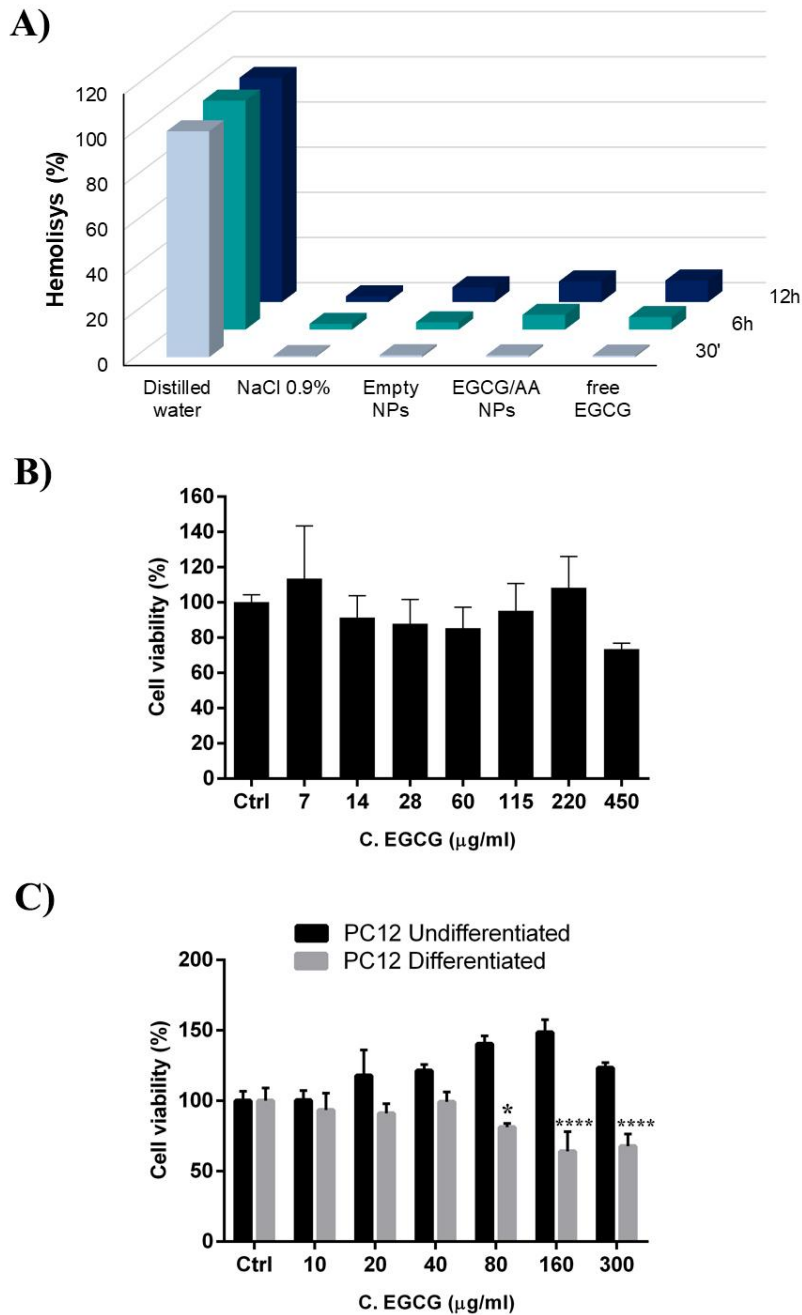 A)
120
100
80
60
40
20
0
Hemolisys (%)
12h
6h
30'
Distilled water
NaCl 0.9%
Empty NPs
EGCG/AA NPs
free EGCG
B)
160
140
120
100
80
60
40
20
0
Cell viability (%)
Ctrl 7 14 28 60 115 220 450
C. EGCG (μg/ml)
C)
PC12 Undifferentiated
PC12 Differentiated
200
150
100
50
0
Cell viability (%)
* **** ****
Ctrl 10 20 40 80 160 300
C. EGCG (μg/ml)